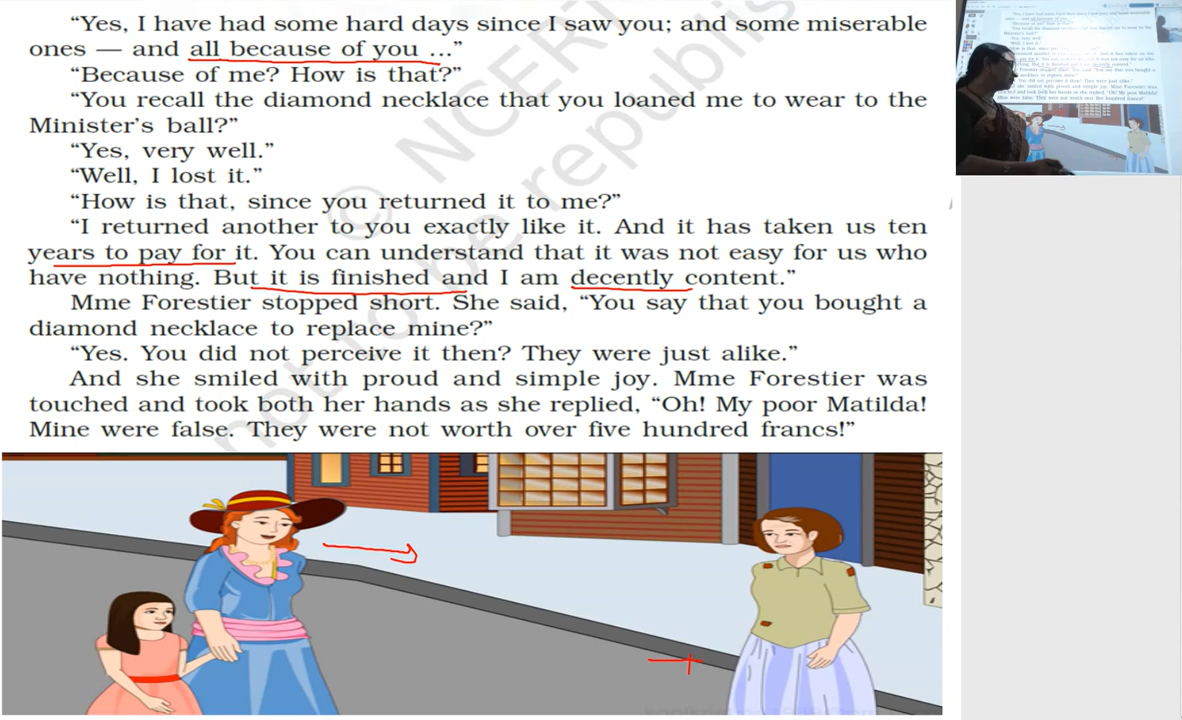 “Yes, I have had some hard days since I saw you; and some miserable
ones — and all because of you ...”
“Because of me? How is that?”
“You recall the diamond necklace that you loaned me to wear to the
Minister’s ball?”
“Yes, very well.”
“Well, I lost it.”
“How is that, since you returned it to me?”
“I returned another to you exactly like it. And it has taken us ten
years to pay for it. You can understand that it was not easy for us who
have nothing. But it is finished and I am decently content.”
Mme Forestier stopped short. She said, “You say that you bought a
diamond necklace to replace mine?”
“Yes. You did not perceive it then? They were just alike.”
And she smiled with proud and simple joy. Mme Forestier was
touched and took both her hands as she replied, “Oh! My poor Matilda!
Mine were false. They were not worth over five hundred francs!”
© NCERT
not to be republis